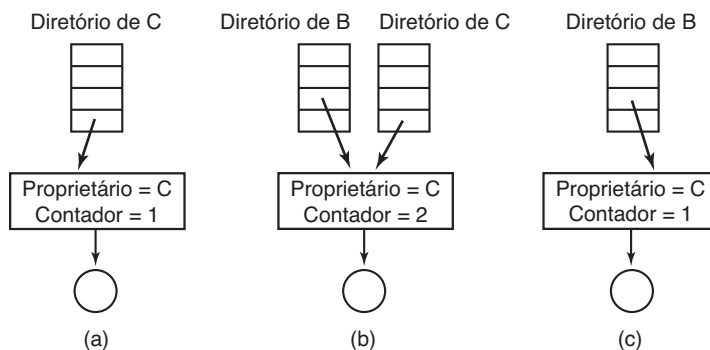 Diretório de C
Diretório de B
Diretório de C
Diretório de B
Proprietário = C
Contador = 1
Proprietário = C
Contador = 2
Proprietário = C
Contador = 1
(a)
(b)
(c)